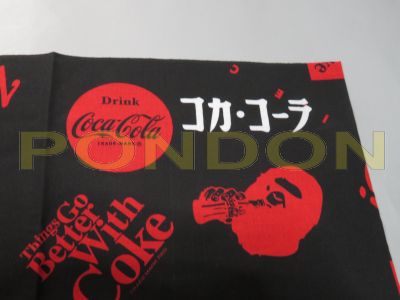 Drink
Coca-Cola
TRADE-MARK®
コカ・コーラ
PONDON
Things Go
Better
With
Coke